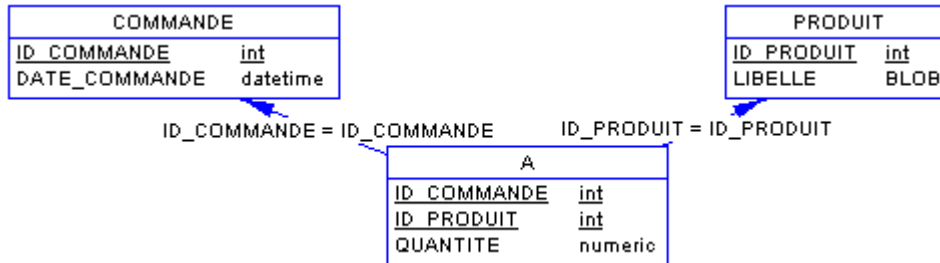 COMMANDE
ID_COMMANDE int
DATE_COMMANDE datetime
PRODUIT
ID_PRODUIT int
LIBELLE BLOB
ID_COMMANDE = ID_COMMANDE
ID_PRODUIT = ID_PRODUIT
A
ID_COMMANDE int
ID_PRODUIT int
QUANTITE numeric